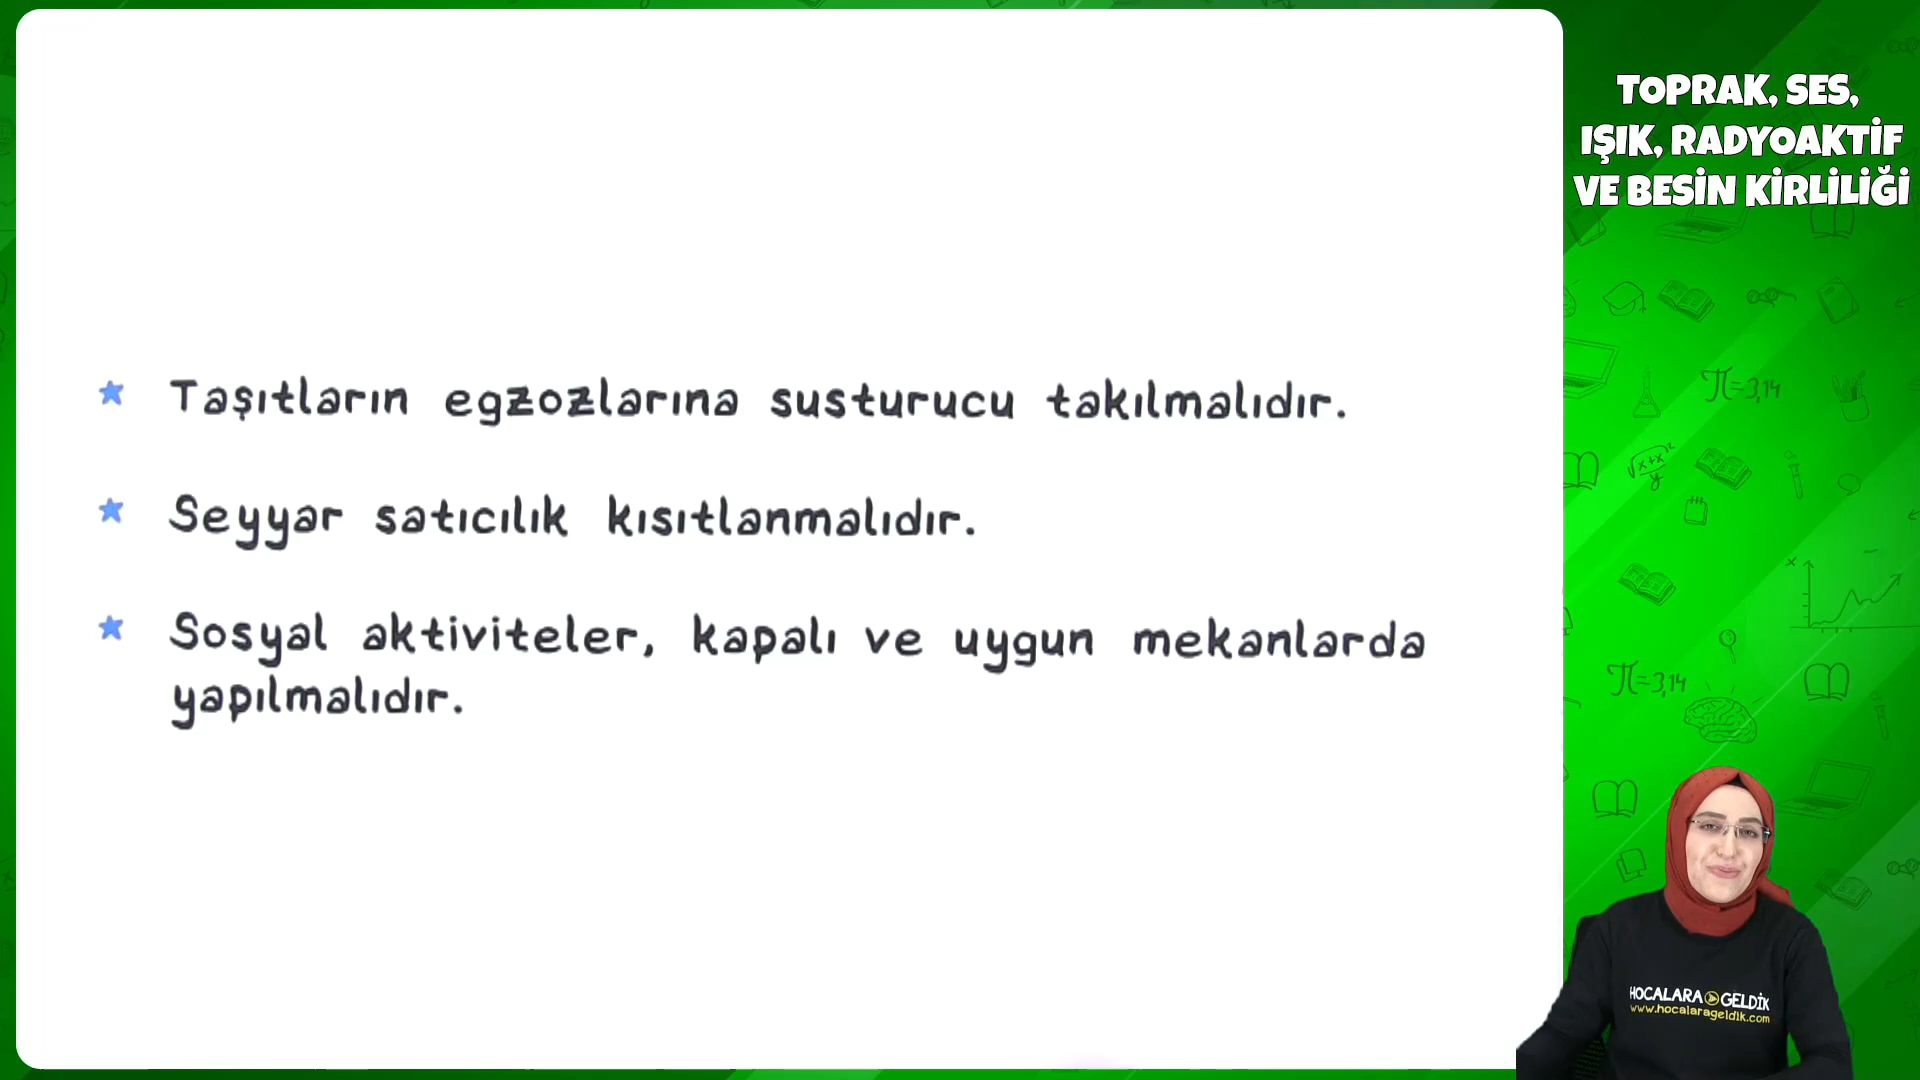 TOPRAK, SES,
IŞIK, RADYOAKTİF
VE BESİN KİRLİLİĞİ
Taşıtların egzozlarına susturucu takılmalıdır.
Seyyar satıcılık kısıtlanmalıdır.
Sosyal aktiviteler, kapalı ve uygun mekanlarda
yapılmalıdır.
π=3,14
√x+x²
y
x
π=3,14
HOCALARA GELDİK
www.hocalarageldik.com